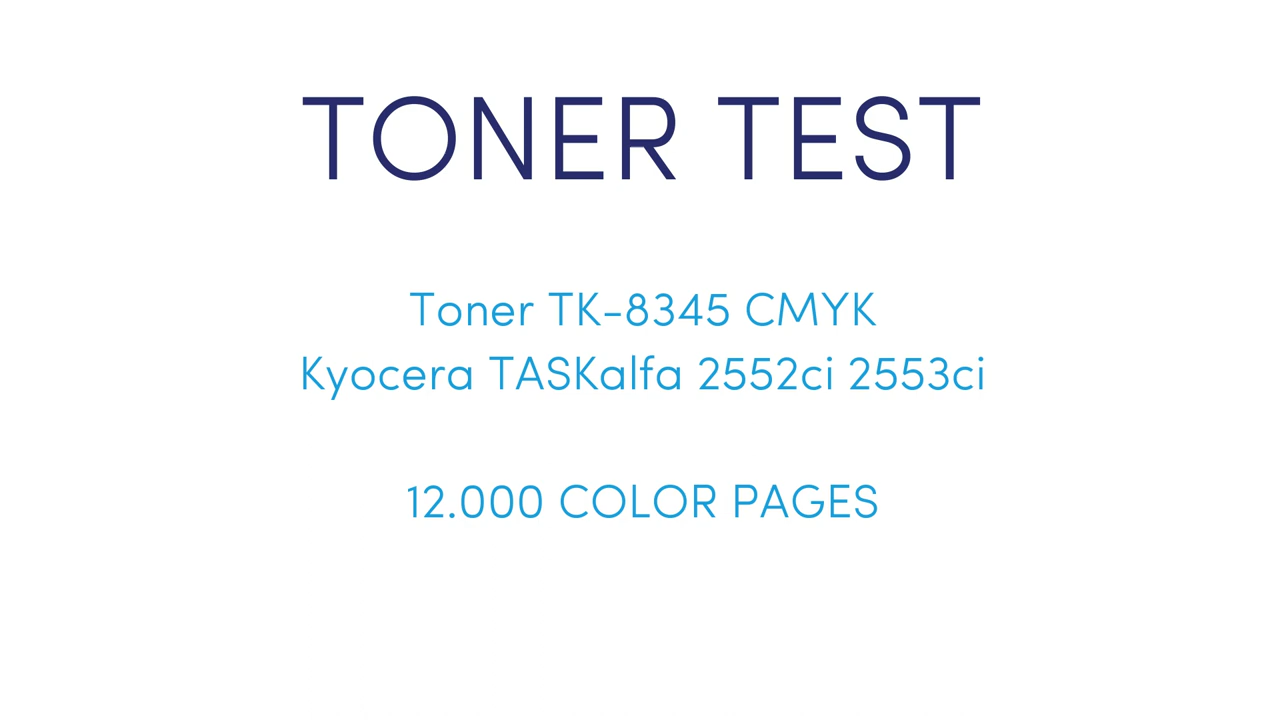 TONER TEST
Toner TK-8345 CMYK
Kyocera TASKalfa 2552ci 2553ci
12.000 COLOR PAGES